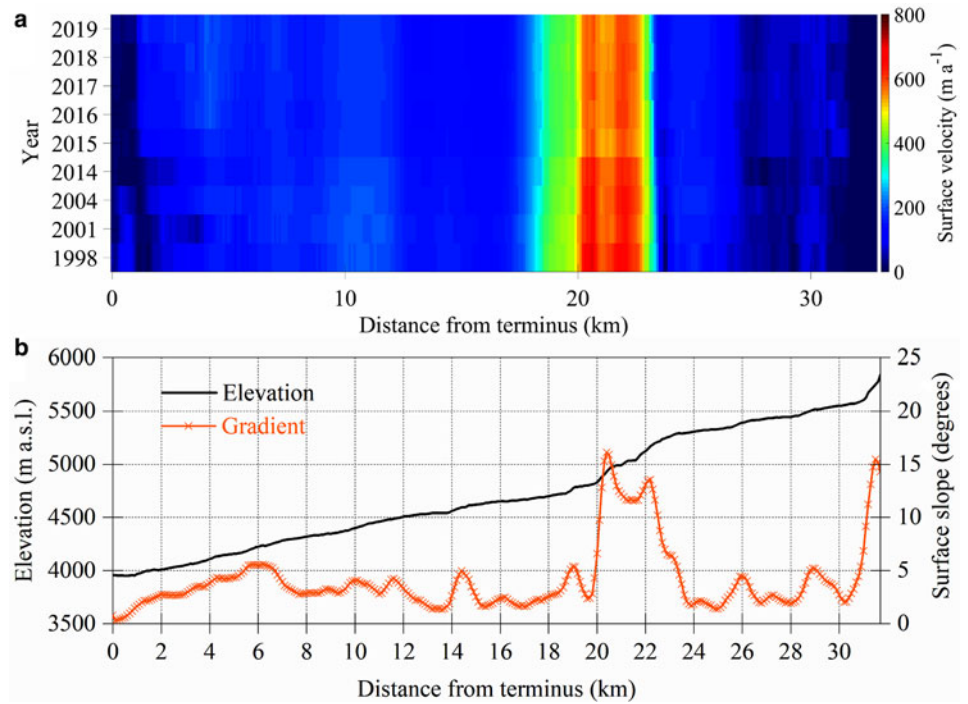 a
2019
2018
2017
2016
2015
2014
2004
2001
1998
Year
0 10 20 30
Distance from terminus (km)
800
600
400
200
0
Surface velocity (m a-1)
b
6000
5500
5000
4500
4000
3500
Elevation (m a.s.l.)
Elevation
Gradient
25
20
15
10
5
0
Surface slope (degrees)
0 2 4 6 8 10 12 14 16 18 20 22 24 26 28 30
Distance from terminus (km)